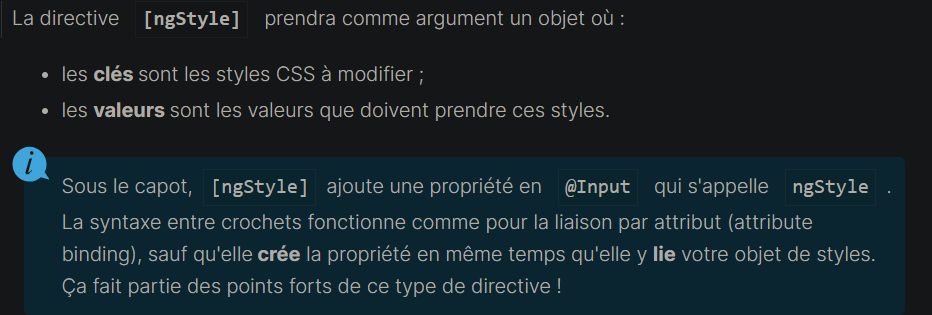 La directive [ngStyle] prendra comme argument un objet où :
• les clés sont les styles CSS à modifier ;
• les valeurs sont les valeurs que doivent prendre ces styles.
i
Sous le capot, [ngStyle] ajoute une propriété en @Input qui s'appelle ngStyle .
La syntaxe entre crochets fonctionne comme pour la liaison par attribut (attribute
binding), sauf qu'elle crée la propriété en même temps qu'elle y lie votre objet de styles.
Ça fait partie des points forts de ce type de directive !